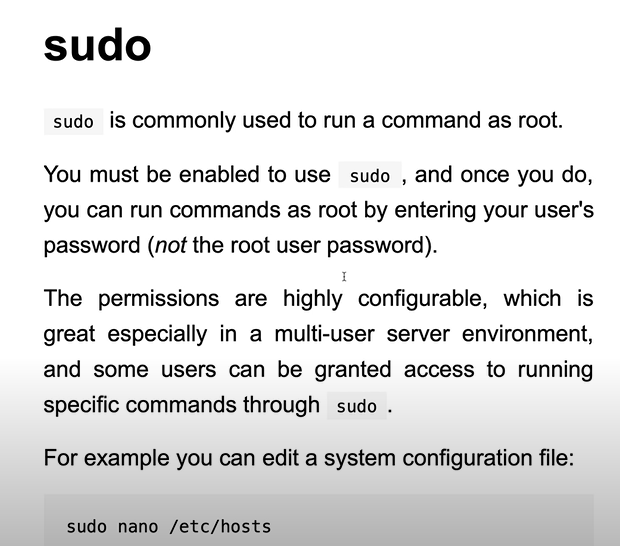 sudo
sudo is commonly used to run a command as root.
You must be enabled to use sudo , and once you do,
you can run commands as root by entering your user's
password (not the root user password).
The permissions are highly configurable, which is
great especially in a multi-user server environment,
and some users can be granted access to running
specific commands through sudo .
For example you can edit a system configuration file:
sudo nano /etc/hosts